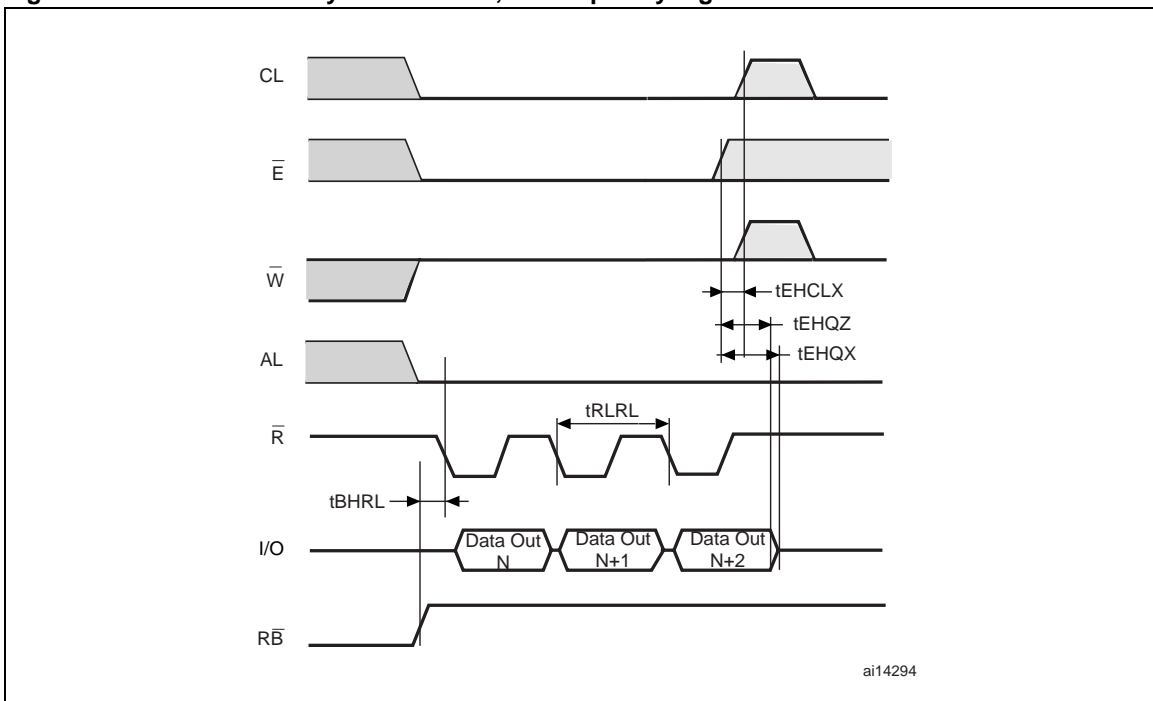 CL
E̅
W̅
tEHCLX
tEHQZ
tEHQX
AL
tRLRL
R̅
tBHRL
I/O
Data Out
N
Data Out
N+1
Data Out
N+2
RB̅
ai14294